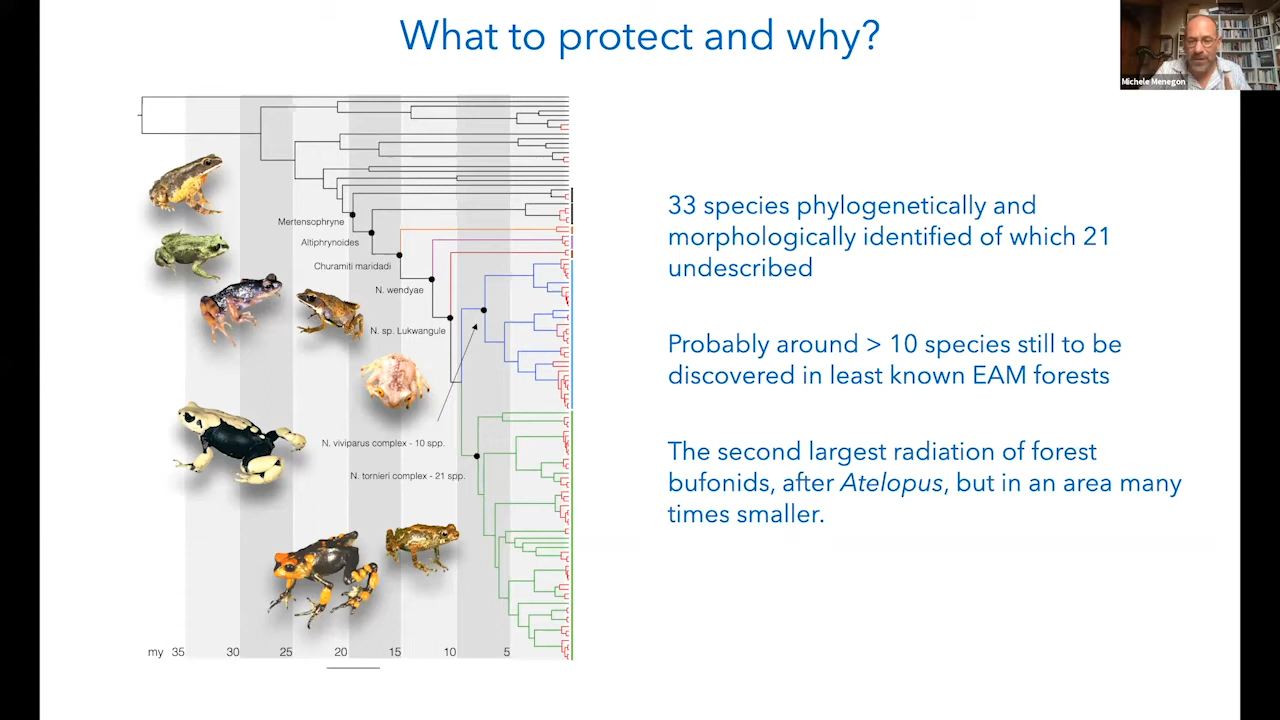 What to protect and why?
Michele Menegon
Mertensophryne
Altiphrynoides
Churamiti maridadi
N. wendyae
N. sp. Lukwangule
N. viviparus complex - 10 spp.
N. tornieri complex - 21 spp.
my 35 30 25 20 15 10 5
33 species phylogenetically and
morphologically identified of which 21
undescribed
Probably around > 10 species still to be
discovered in least known EAM forests
The second largest radiation of forest
bufonids, after Atelopus, but in an area many
times smaller.